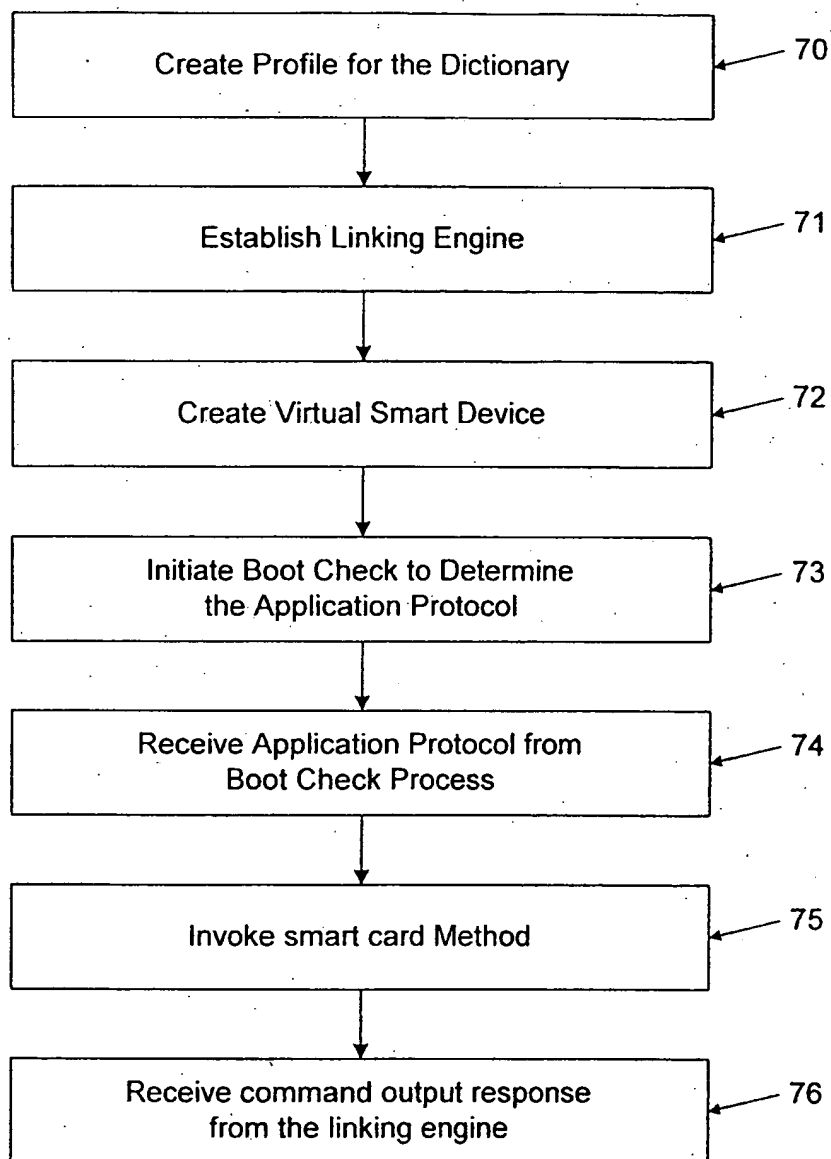 Create Profile for the Dictionary
70
Establish Linking Engine
71
Create Virtual Smart Device
72
Initiate Boot Check to Determine
the Application Protocol
73
Receive Application Protocol from
Boot Check Process
74
Invoke smart card Method
75
Receive command output response
from the linking engine
76